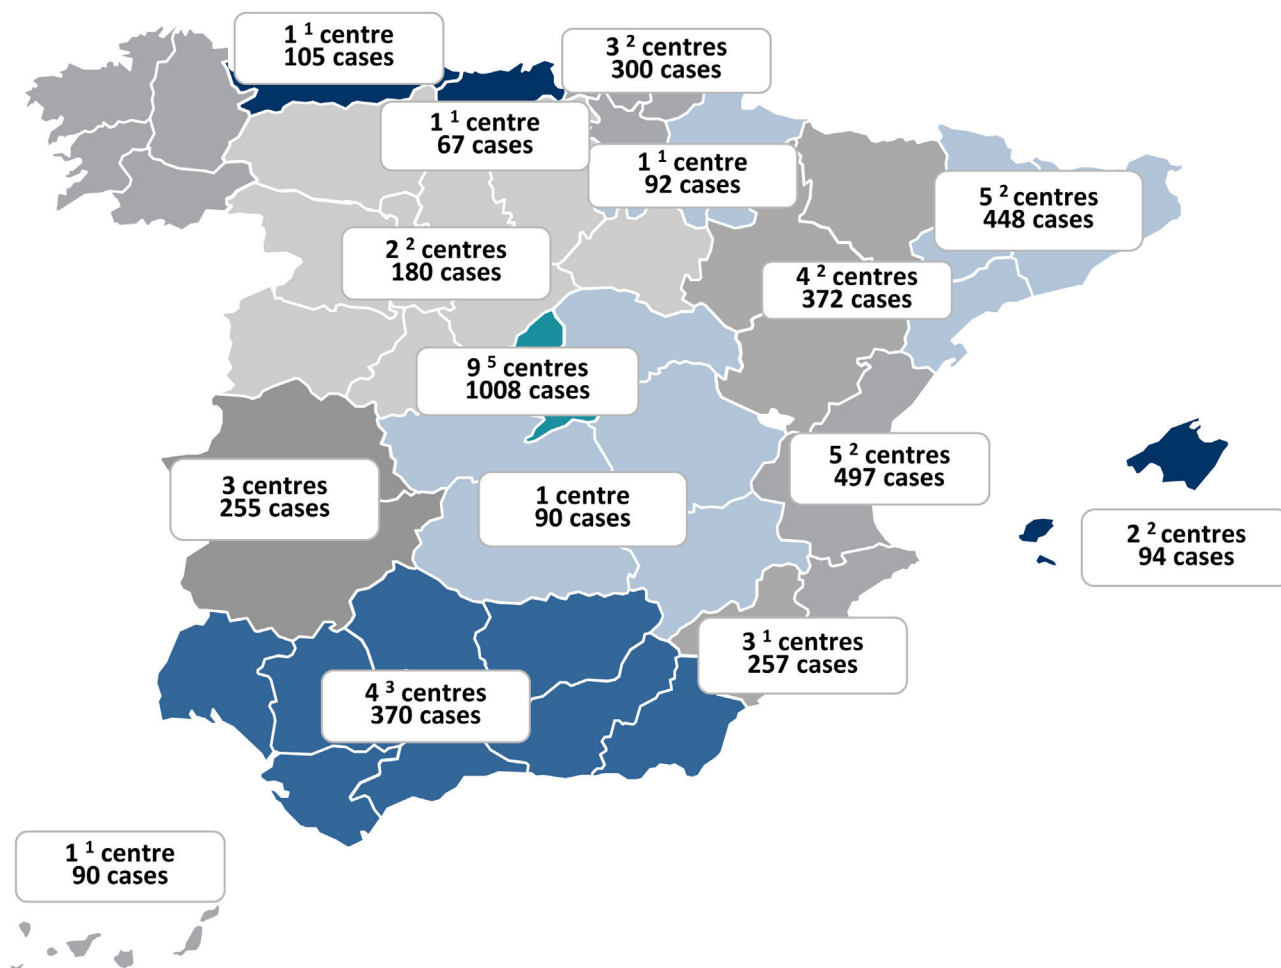 1 ¹ centre
105 cases
3 ² centres
300 cases
1 ¹ centre
67 cases
1 ¹ centre
92 cases
5 ² centres
448 cases
2 ² centres
180 cases
4 ² centres
372 cases
9 ⁵ centres
1008 cases
5 ² centres
497 cases
3 centres
255 cases
1 centre
90 cases
2 ² centres
94 cases
3 ¹ centres
257 cases
4 ³ centres
370 cases
1 ¹ centre
90 cases